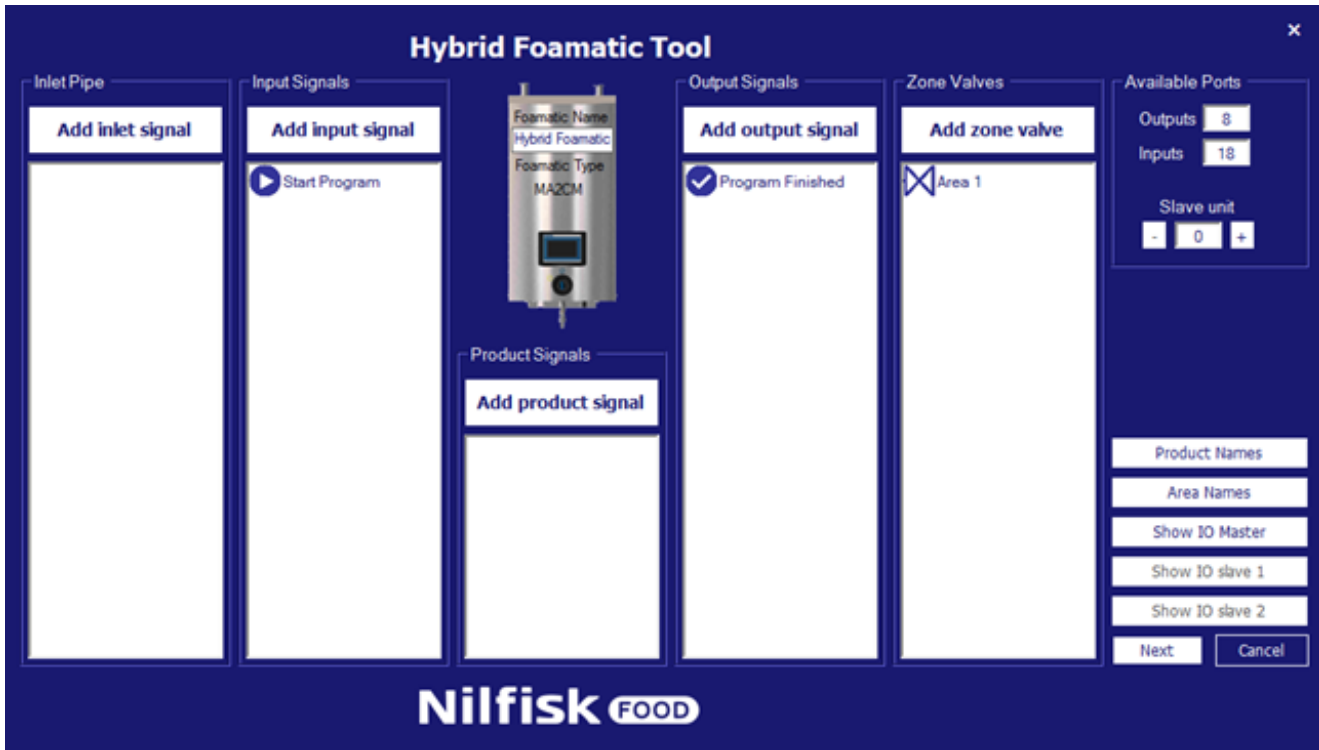 Hybrid Foamatic Tool
×
Inlet Pipe
Add inlet signal
Input Signals
Add input signal
Start Program
Foamatic Name
Hybrid Foamatic
Foamatic Type
MA2CM
Product Signals
Add product signal
Output Signals
Add output signal
Program Finished
Zone Valves
Add zone valve
Area 1
Available Ports
Outputs 8
Inputs 18
Slave unit
- 0 +
Product Names
Area Names
Show IO Master
Show IO slave 1
Show IO slave 2
Next Cancel
Nilfisk FOOD